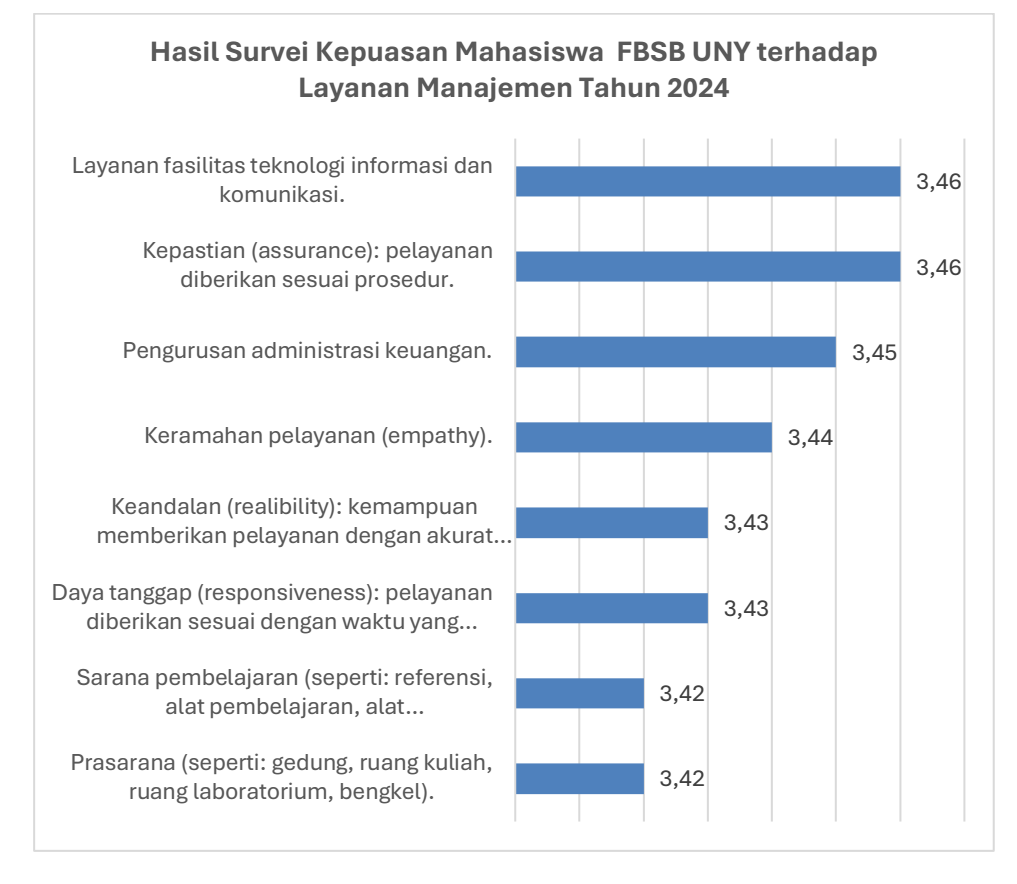 Hasil Survei Kepuasan Mahasiswa  FBSB UNY terhadap
Layanan Manajemen Tahun 2024
Layanan fasilitas teknologi informasi dan
komunikasi.
3,46
Kepastian (assurance): pelayanan
diberikan sesuai prosedur.
3,46
Pengurusan administrasi keuangan.
3,45
Keramahan pelayanan (empathy).
3,44
Keandalan (realibility): kemampuan
memberikan pelayanan dengan akurat...
3,43
Daya tanggap (responsiveness): pelayanan
diberikan sesuai dengan waktu yang...
3,43
Sarana pembelajaran (seperti: referensi,
alat pembelajaran, alat...
3,42
Prasarana (seperti: gedung, ruang kuliah,
ruang laboratorium, bengkel).
3,42